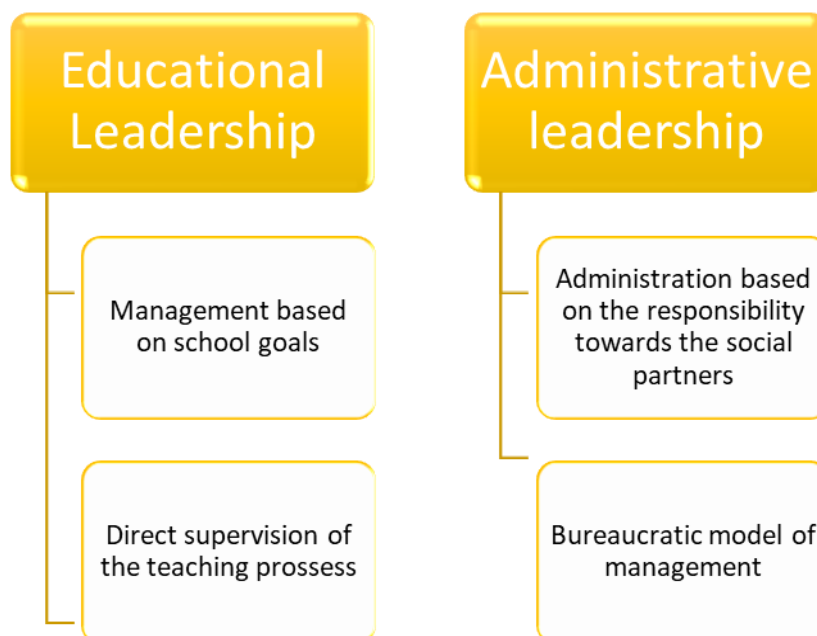 Educational
Leadership
Management based
on school goals
Direct supervision of
the teaching prossess
Administrative
leadership
Administration based
on the responsibility
towards the social
partners
Bureaucratic model of
management